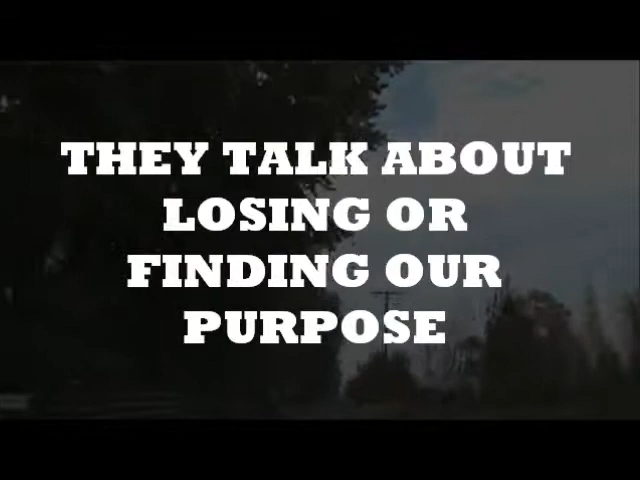 THEY TALK ABOUT
LOSING OR
FINDING OUR
PURPOSE